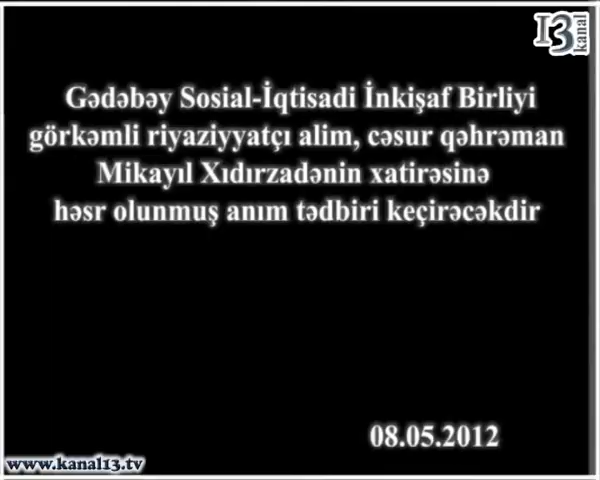 13
kanal
Gədəbəy Sosial-İqtisadi İnkişaf Birliyi
görkəmli riyaziyyatçı alim, cəsur qəhrəman
Mikayıl Xıdırzadənin xatirəsinə
həsr olunmuş anım tədbiri keçirəcəkdir
08.05.2012
www.kanal13.tv